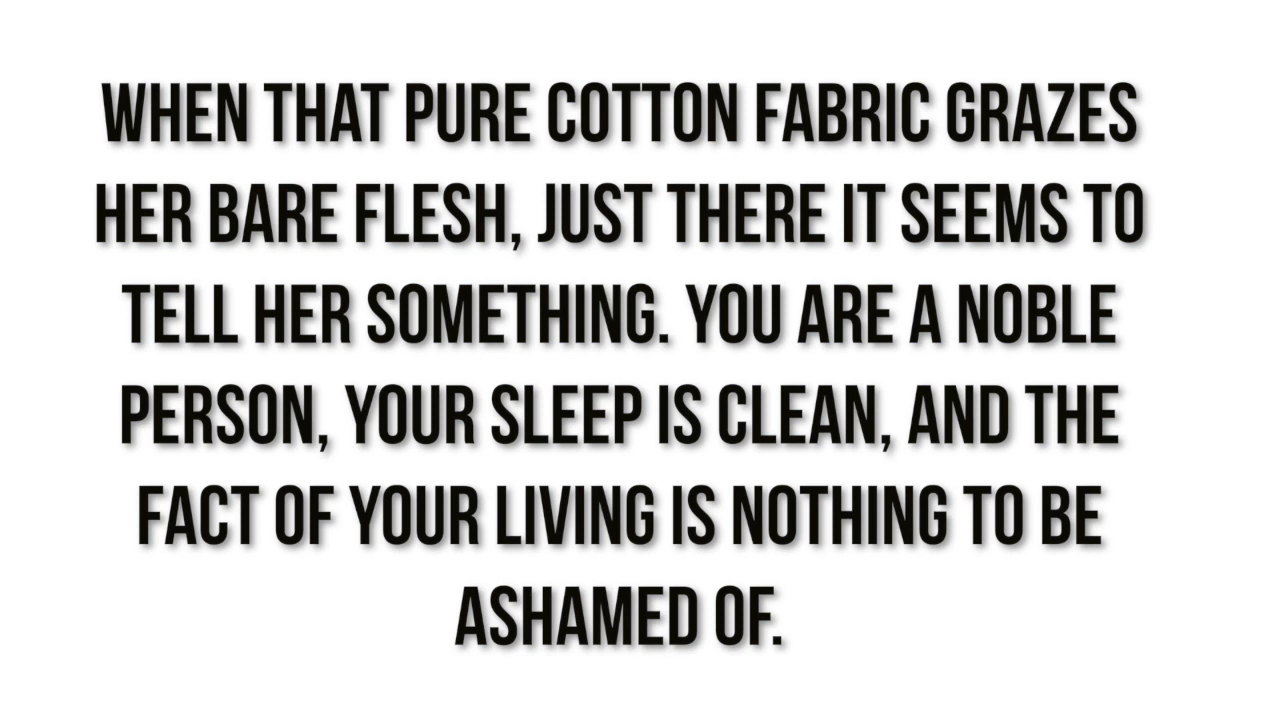 WHEN THAT PURE COTTON FABRIC GRAZES
HER BARE FLESH, JUST THERE IT SEEMS TO
TELL HER SOMETHING. YOU ARE A NOBLE
PERSON, YOUR SLEEP IS CLEAN, AND THE
FACT OF YOUR LIVING IS NOTHING TO BE
ASHAMED OF.